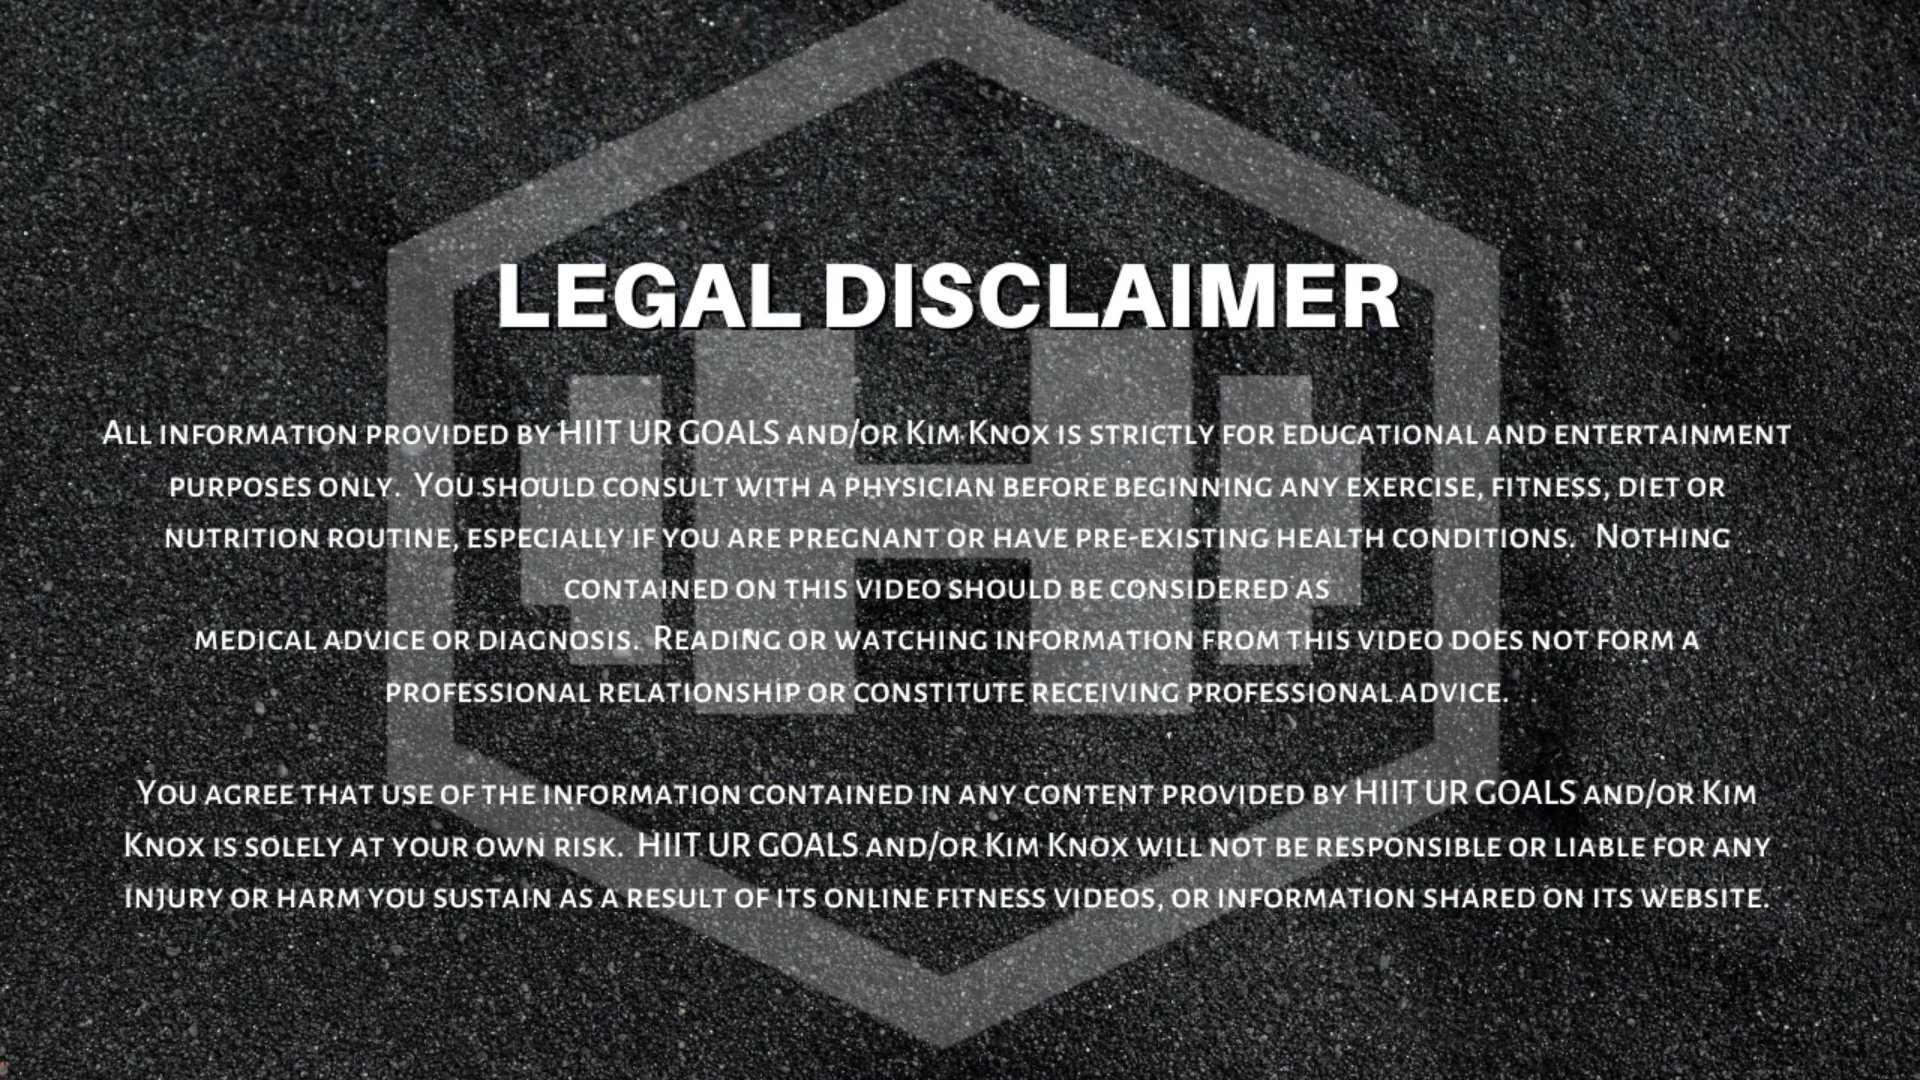 LEGAL DISCLAIMER
All information provided by HIIT UR GOALS and/or Kim Knox is strictly for educational and entertainment
purposes only. You should consult with a physician before beginning any exercise, fitness, diet or
nutrition routine, especially if you are pregnant or have pre-existing health conditions. Nothing
contained on this video should be considered as
medical advice or diagnosis. Reading or watching information from this video does not form a
professional relationship or constitute receiving professional advice.
You agree that use of the information contained in any content provided by HIIT UR GOALS and/or Kim
Knox is solely at your own risk. HIIT UR GOALS and/or Kim Knox will not be responsible or liable for any
injury or harm you sustain as a result of its online fitness videos, or information shared on its website.